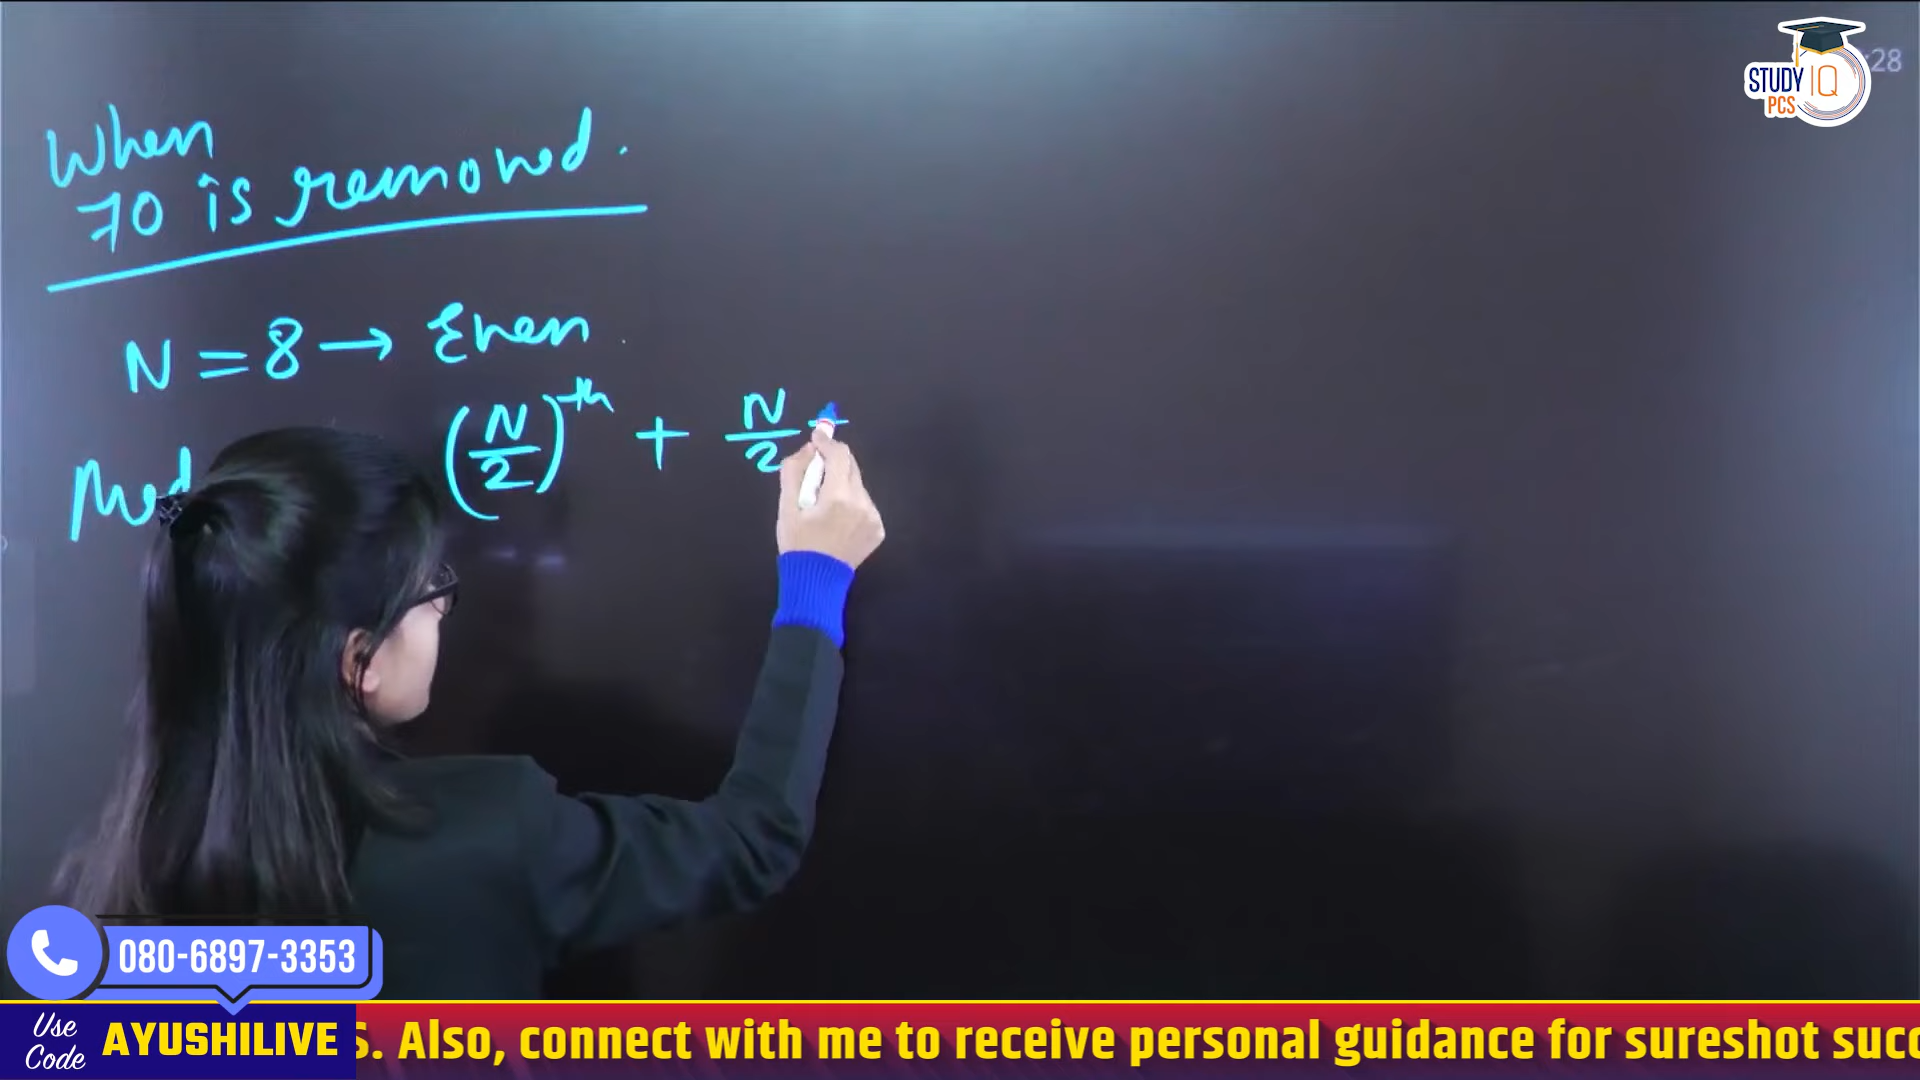 When
70 is removed.
N = 8 → Even
(N/2)th + N/2 +
Med
STUDY IQ
PCS
:28
080-6897-3353
Use
Code
AYUSHILIVE
S. Also, connect with me to receive personal guidance for sureshot succ